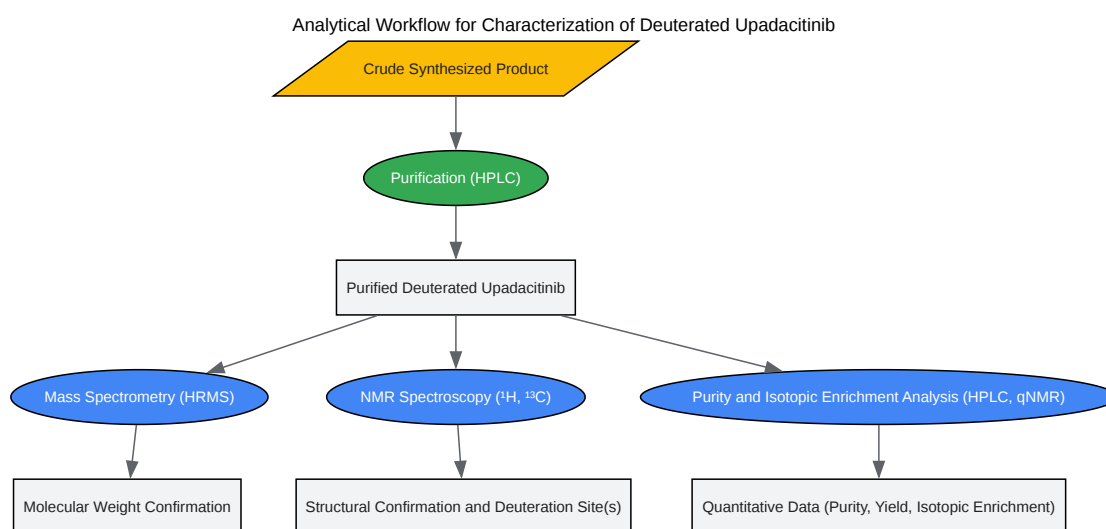 Analytical Workflow for Characterization of Deuterated Upadacitinib
Crude Synthesized Product
Purification (HPLC)
Purified Deuterated Upadacitinib
Mass Spectrometry (HRMS)
NMR Spectroscopy (¹H, ¹³C)
Purity and Isotopic Enrichment Analysis (HPLC, qNMR)
Molecular Weight Confirmation
Structural Confirmation and Deuteration Site(s)
Quantitative Data (Purity, Yield, Isotopic Enrichment)